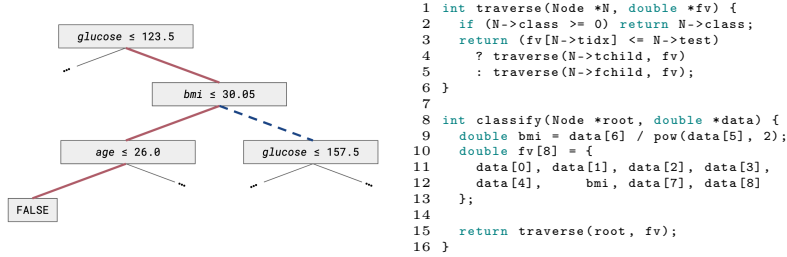 glucose ≤ 123.5
bmi ≤ 30.05
age ≤ 26.0
glucose ≤ 157.5
FALSE
1 int traverse(Node *N, double *fv) {
2   if (N->class >= 0) return N->class;
3   return (fv[N->tidx] <= N->test)
4     ? traverse(N->tchild, fv)
5     : traverse(N->fchild, fv);
6 }
7
8 int classify(Node *root, double *data) {
9   double bmi = data[6] / pow(data[5], 2);
10   double fv[8] = {
11     data[0], data[1], data[2], data[3],
12     data[4],     bmi, data[7], data[8]
13   };
14
15   return traverse(root, fv);
16 }